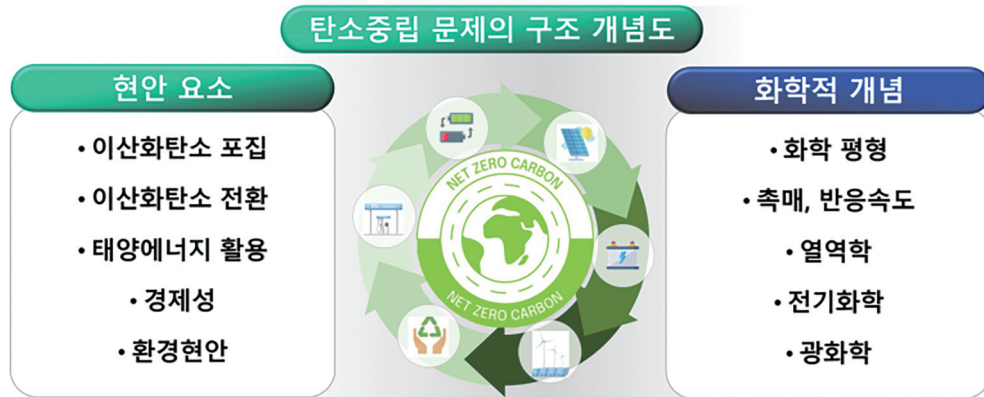 탄소중립 문제의 구조 개념도
현안 요소
• 이산화탄소 포집
• 이산화탄소 전환
• 태양에너지 활용
• 경제성
• 환경현안
NET ZERO CARBON
NET ZERO CARBON
화학적 개념
• 화학 평형
• 촉매, 반응속도
• 열역학
• 전기화학
• 광화학